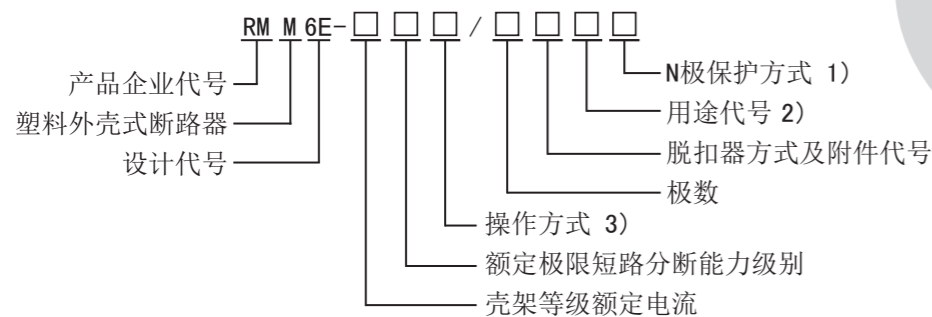 RM M 6E-□ □ □ / □ □ □ □
产品企业代号
塑料外壳式断路器
设计代号
N极保护方式 1)
用途代号 2)
脱扣器方式及附件代号
极数
操作方式 3)
额定极限短路分断能力级别
壳架等级额定电流